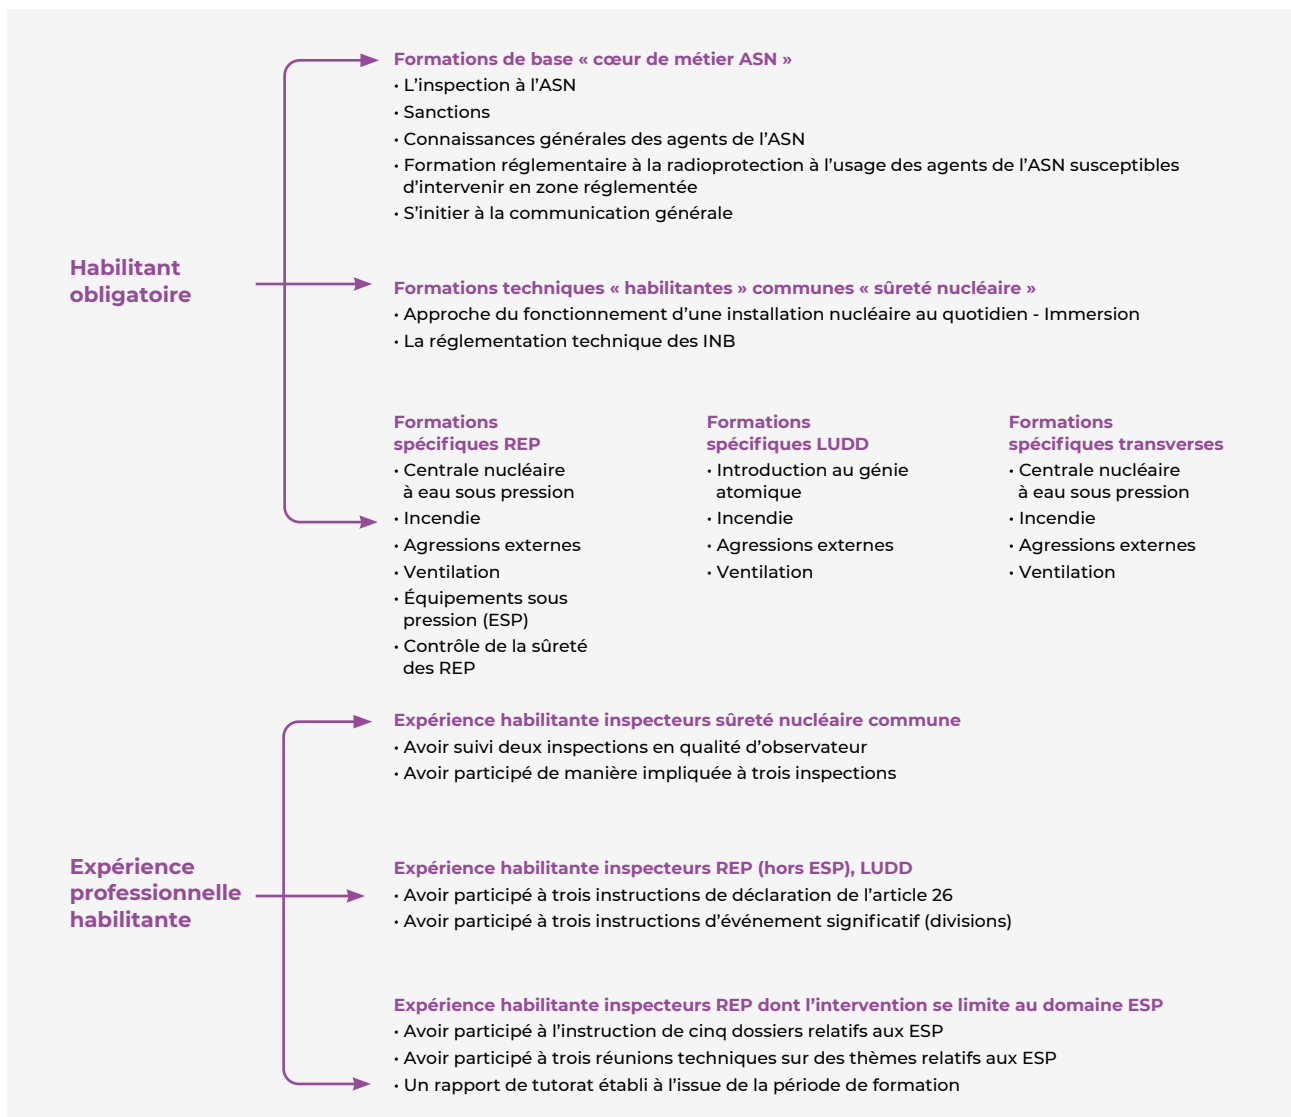 Formations de base « cœur de métier ASN »
• L’inspection à l’ASN
• Sanctions
• Connaissances générales des agents de l’ASN
• Formation réglementaire à la radioprotection à l’usage des agents de l’ASN susceptibles
d’intervenir en zone réglementée
• S’initier à la communication générale
Habilitant
obligatoire
Formations techniques « habilitantes » communes « sûreté nucléaire »
• Approche du fonctionnement d’une installation nucléaire au quotidien - Immersion
• La réglementation technique des INB
Formations
spécifiques REP
• Centrale nucléaire
à eau sous pression
• Incendie
• Agressions externes
• Ventilation
• Équipements sous
pression (ESP)
• Contrôle de la sûreté
des REP
Formations
spécifiques LUDD
• Introduction au génie
atomique
• Incendie
• Agressions externes
• Ventilation
Formations
spécifiques transverses
• Centrale nucléaire
à eau sous pression
• Incendie
• Agressions externes
• Ventilation
Expérience habilitante inspecteurs sûreté nucléaire commune
• Avoir suivi deux inspections en qualité d’observateur
• Avoir participé de manière impliquée à trois inspections
Expérience
professionnelle
habilitante
Expérience habilitante inspecteurs REP (hors ESP), LUDD
• Avoir participé à trois instructions de déclaration de l’article 26
• Avoir participé à trois instructions d’événement significatif (divisions)
Expérience habilitante inspecteurs REP dont l’intervention se limite au domaine ESP
• Avoir participé à l’instruction de cinq dossiers relatifs aux ESP
• Avoir participé à trois réunions techniques sur des thèmes relatifs aux ESP
• Un rapport de tutorat établi à l’issue de la période de formation